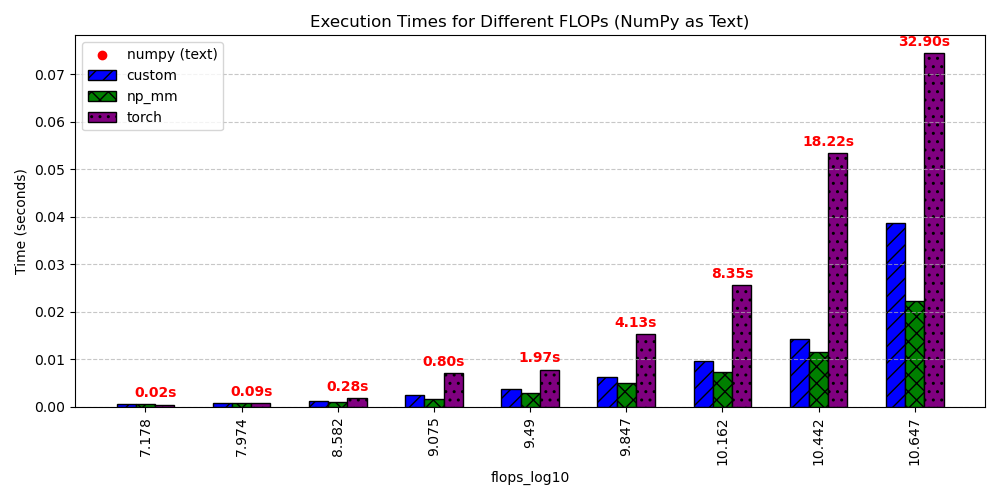 Execution Times for Different FLOPs (NumPy as Text)
numpy (text)
custom
np_mm
torch
0.07
0.06
0.05
0.04
0.03
0.02
0.01
0.00
Time (seconds)
0.02s
0.09s
0.28s
0.80s
1.97s
4.13s
8.35s
18.22s
32.90s
7.178
7.974
8.582
9.075
9.49
9.847
10.162
10.442
10.647
flops_log10